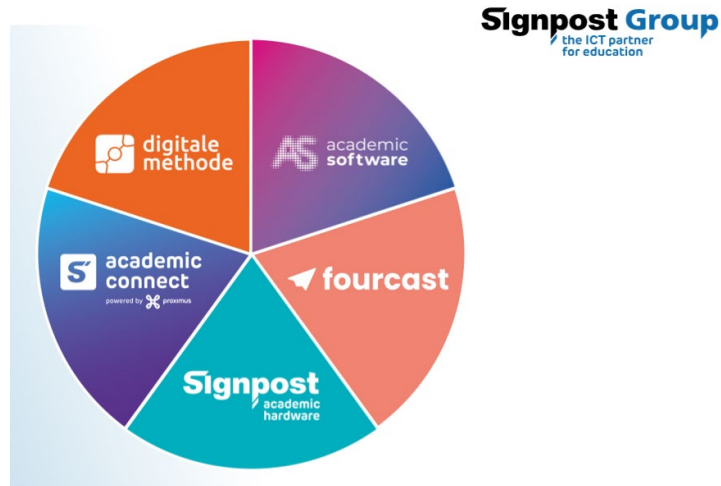 Signpost Group
the ICT partner
for education
digitale
methode
AS academic
software
S academic
connect
powered by proximus
fourcast
Signpost
academic
hardware